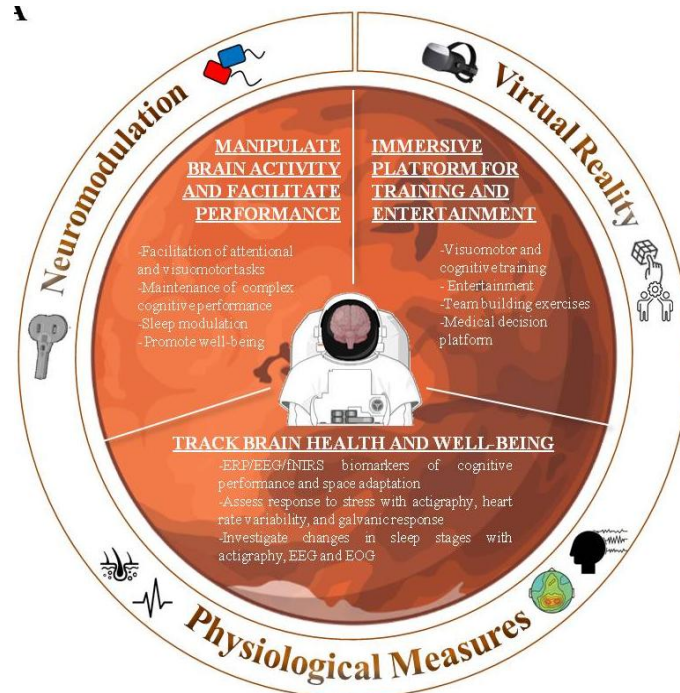 A
Neuromodulation
Virtual Reality
MANIPULATE
BRAIN ACTIVITY
AND FACILITATE
PERFORMANCE
-Facilitation of attentional
and visuomotor tasks
-Maintenance of complex
cognitive performance
-Sleep modulation
-Promote well-being
IMMERSIVE
PLATFORM FOR
TRAINING AND
ENTERTAINMENT
-Visuomotor and
cognitive training
- Entertainment
-Team building exercises
-Medical decision
platform
TRACK BRAIN HEALTH AND WELL-BEING
-ERP/EEG/fNIRS biomarkers of cognitive
performance and space adaptation
-Assess response to stress with actigraphy, heart
rate variability, and galvanic response
-Investigate changes in sleep stages with
actigraphy, EEG and EOG
Physiological Measures